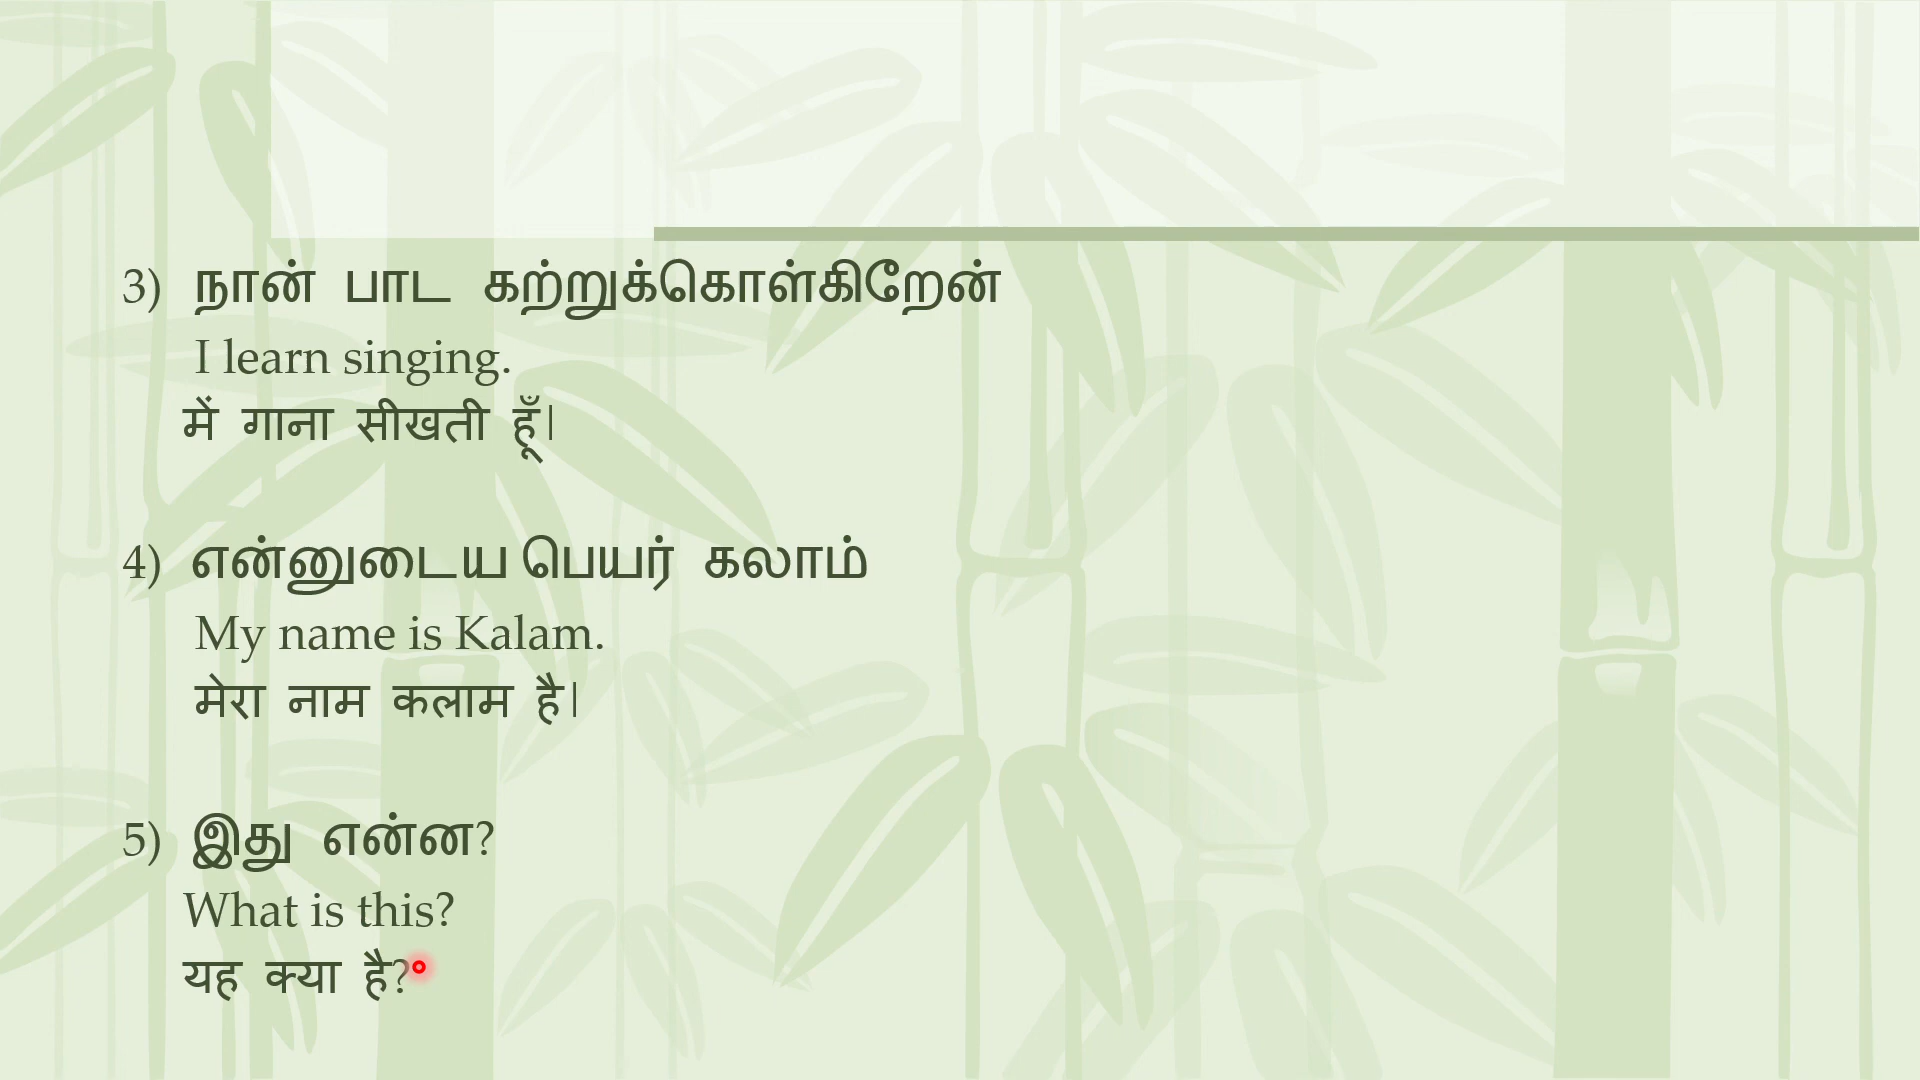 3) நான் பாட கற்றுக்கொள்கிறேன்
I learn singing.
में गाना सीखती हूँ।
4) என்னுடைய பெயர் கலாம்
My name is Kalam.
मेरा नाम कलाम है।
5) இது என்ன?
What is this?
यह क्या है?